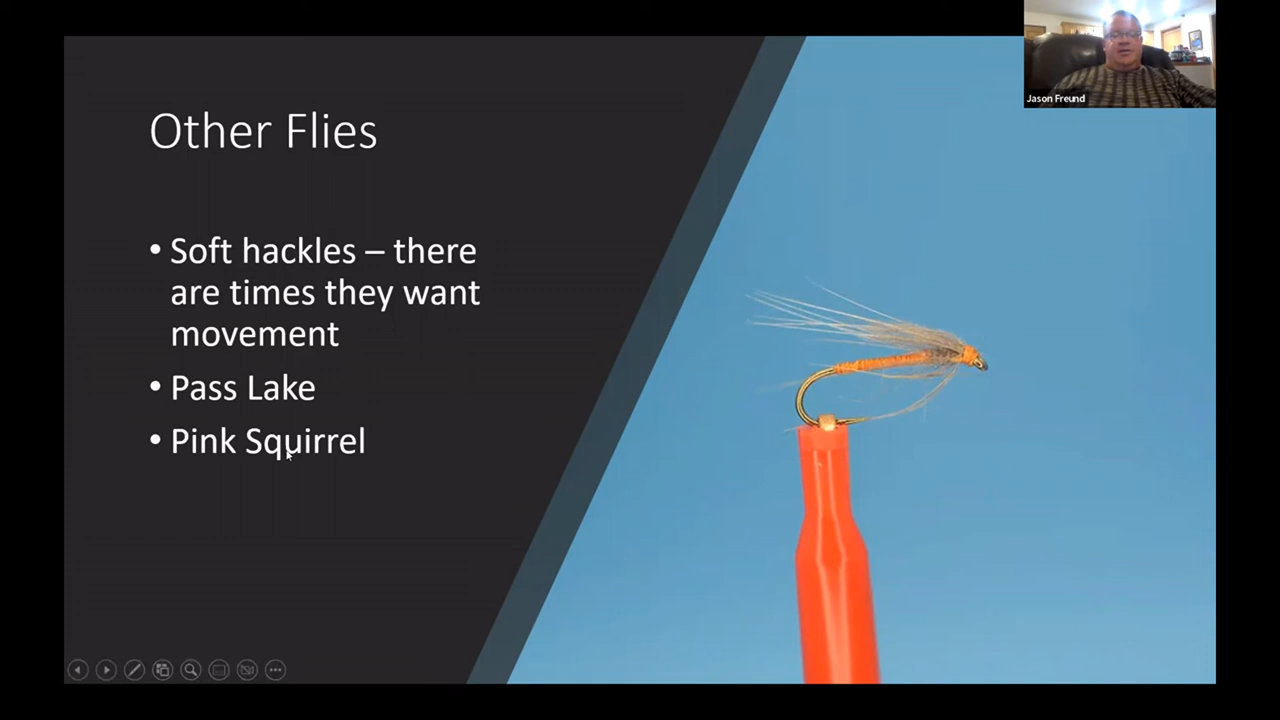 Jason Freund
Other Flies
• Soft hackles – there
are times they want
movement
• Pass Lake
• Pink Squirrel